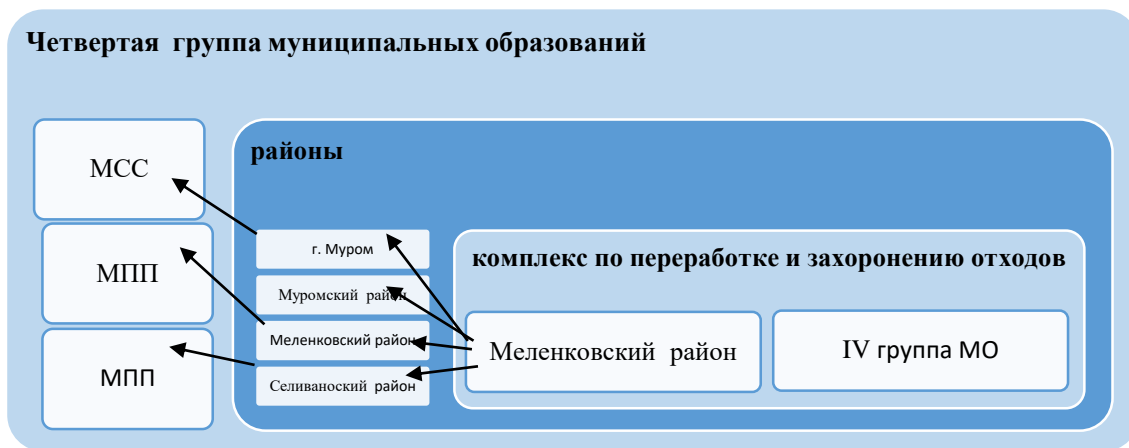 Четвертая группа муниципальных образований
МСС
МПП
МПП
районы
г. Муром
Муромский район
Меленковский район
Селиваноский район
комплекс по переработке и захоронению отходов
Меленковский район
IV группа МО